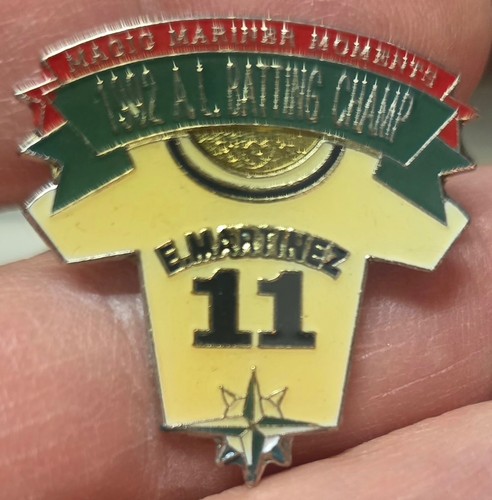 MAGIC MARINER MOMENTS
1992 A.L. BATTING CHAMP
E.MARTINEZ
11